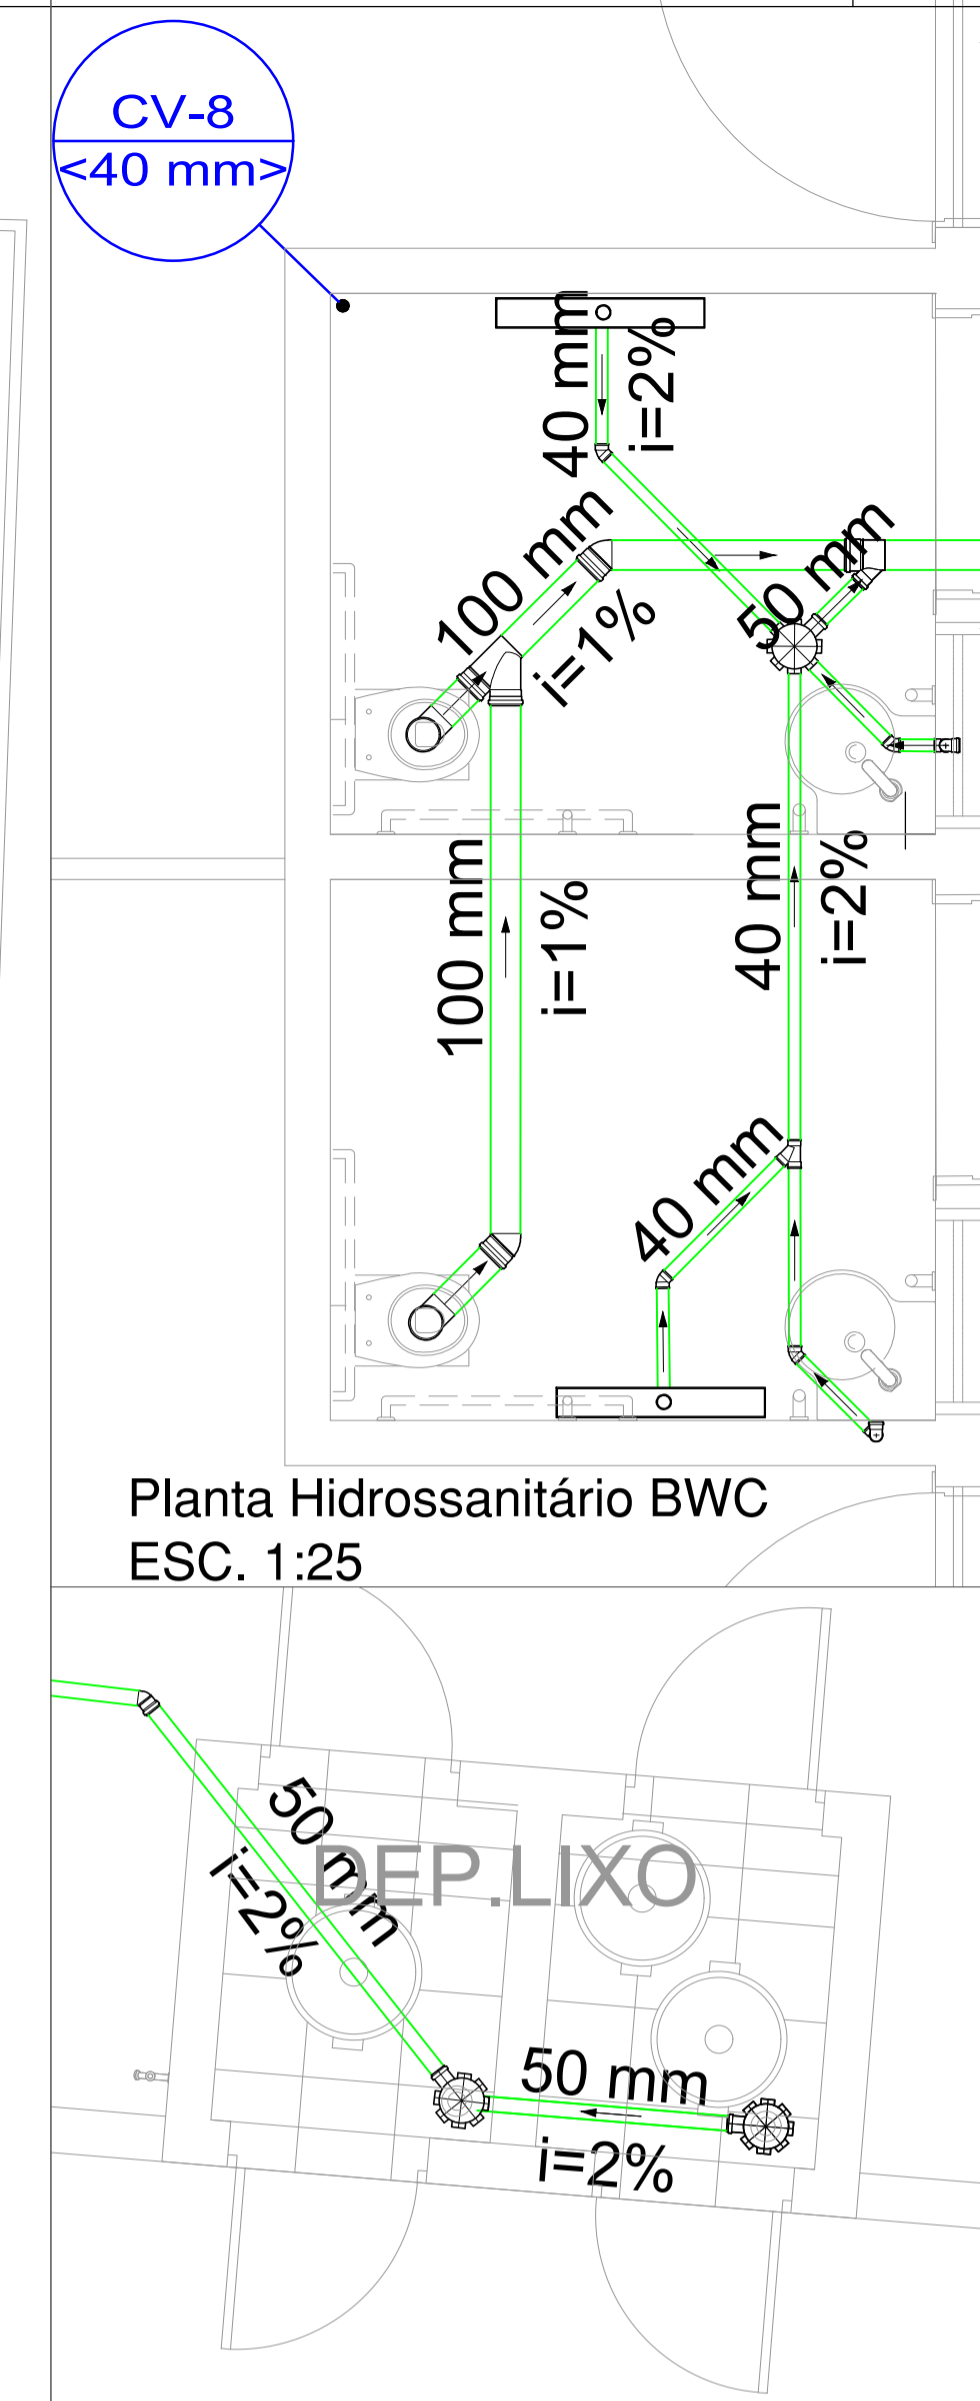 CV-8
<40 mm>
40 mm
i=2%
100 mm
i=1%
50 mm
100 mm
i=1%
40 mm
i=2%
40 mm
Planta Hidrossanitário BWC
ESC. 1:25
50 mm
i=2%
DEP.LIXO
50 mm
i=2%